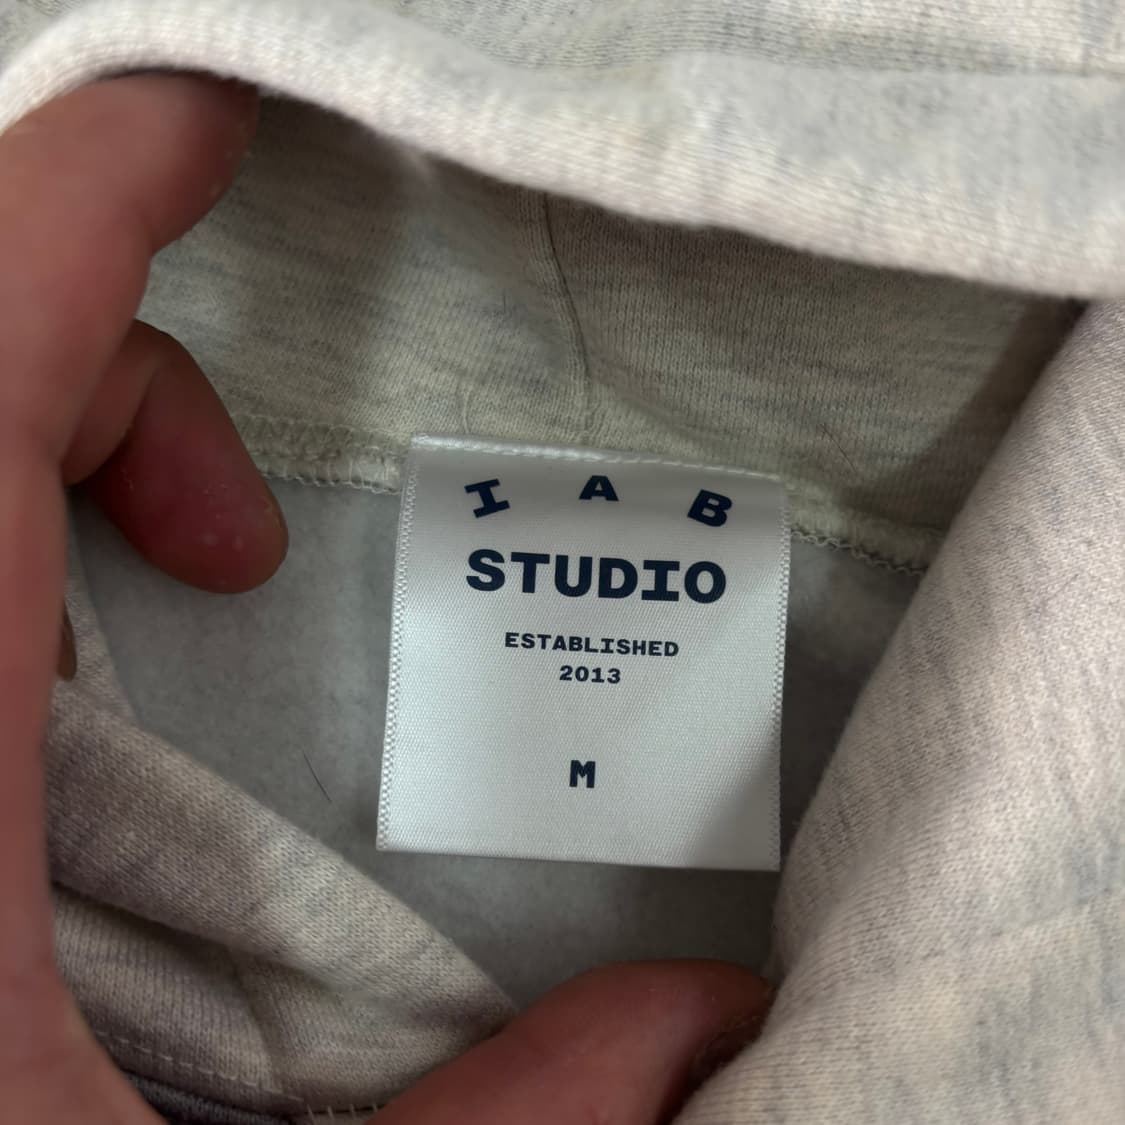 IAB
STUDIO
ESTABLISHED
2013
M